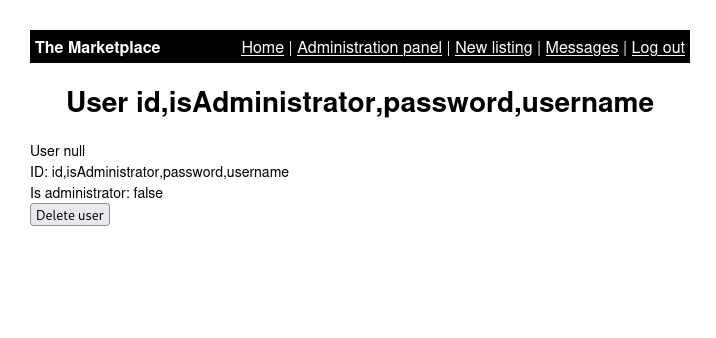 The Marketplace Home | Administration panel | New listing | Messages | Log out
User id,isAdministrator,password,username
User null
ID: id,isAdministrator,password,username
Is administrator: false
Delete user